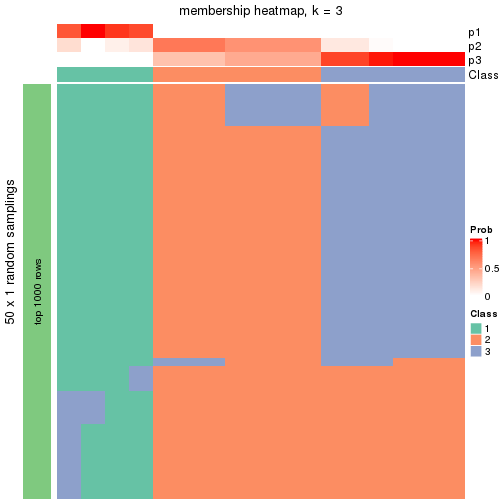 membership heatmap, k = 3
p1
p2
p3
Class
50 x 1 random samplings
top 1000 rows
Prob
1
0.5
0
Class
1
2
3